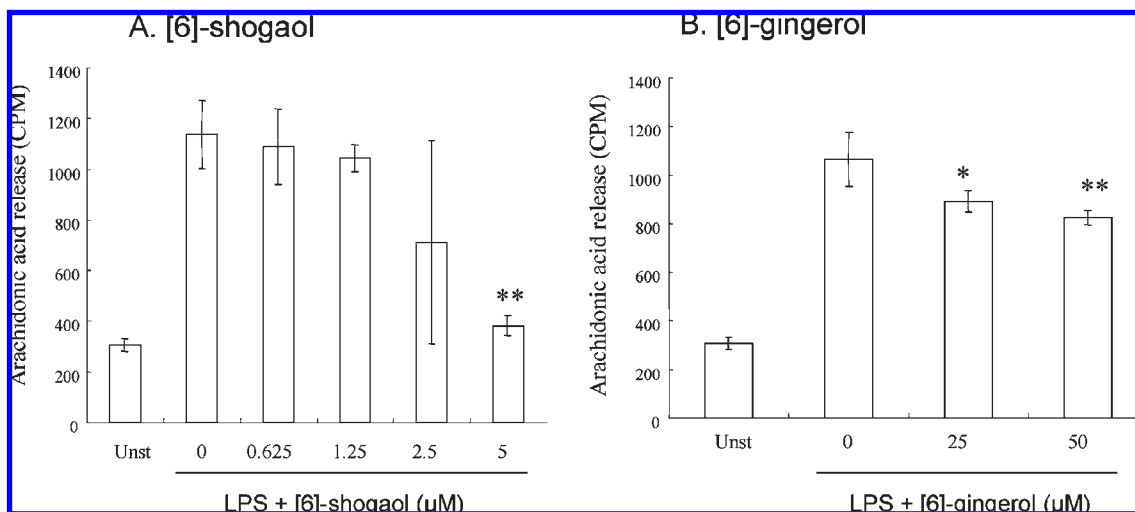 A. [6]-shogaol
Arachidonic acid release (CPM)
1400
1200
1000
800
600
400
200
0
**
Unst 0 0.625 1.25 2.5 5
LPS + [6]-shogaol (µM)
B. [6]-gingerol
Arachidonic acid release (CPM)
1400
1200
1000
800
600
400
200
0
*
**
Unst 0 25 50
LPS + [6]-gingerol (µM)